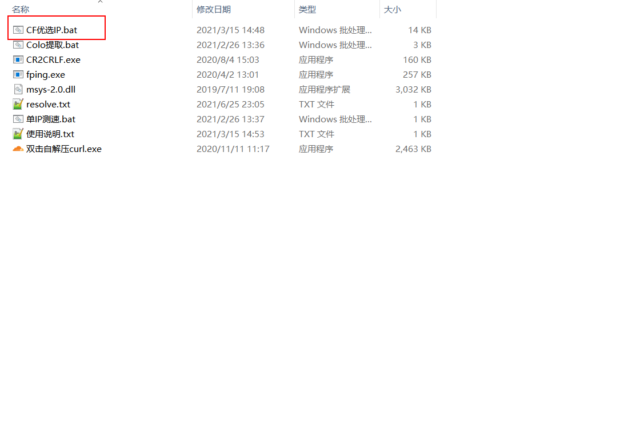 名称 修改日期 类型 大小
CF优选IP.bat 2021/3/15 14:48 Windows 批处理... 14 KB
Colo提取.bat 2021/2/26 13:36 Windows 批处理... 3 KB
CR2CRLF.exe 2020/8/4 15:03 应用程序 160 KB
fping.exe 2020/4/2 13:01 应用程序 257 KB
msys-2.0.dll 2019/7/11 19:08 应用程序扩展 3,032 KB
resolve.txt 2021/6/25 23:05 TXT 文件 1 KB
单IP测速.bat 2021/2/26 13:37 Windows 批处理... 1 KB
使用说明.txt 2021/3/15 14:53 TXT 文件 1 KB
双击自解压curl.exe 2020/11/11 11:17 应用程序 2,463 KB